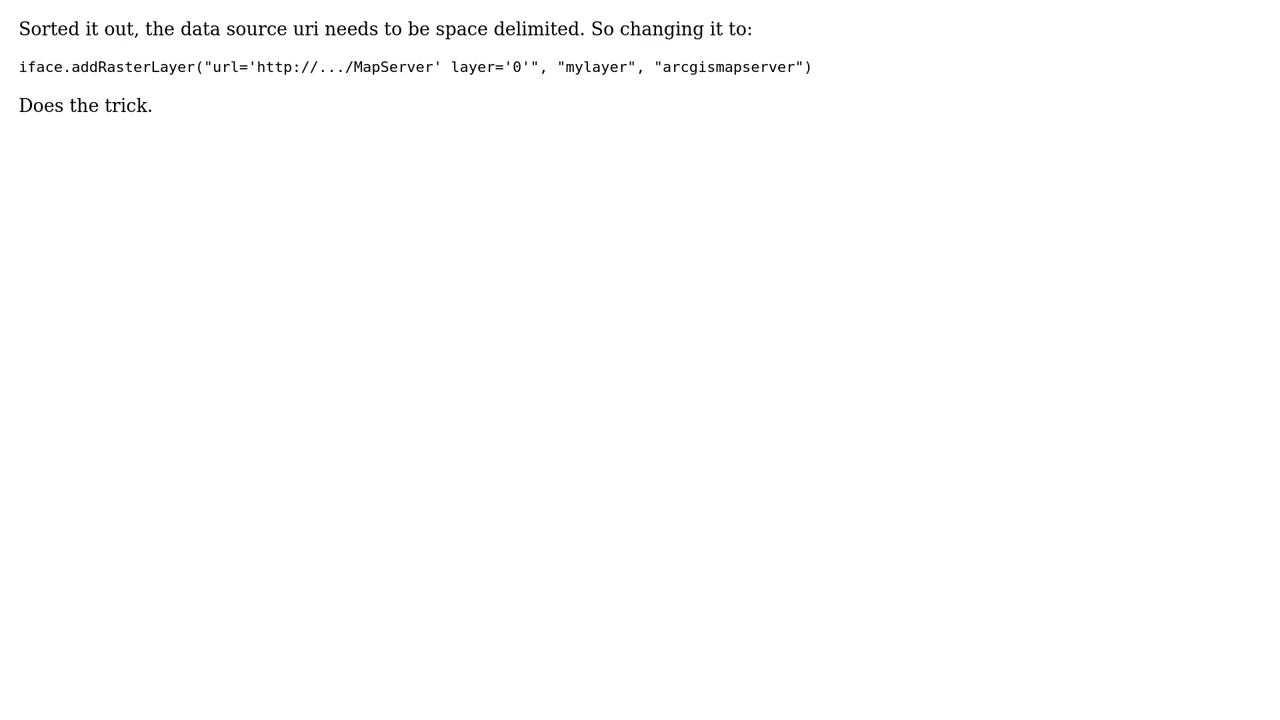 Sorted it out, the data source uri needs to be space delimited. So changing it to:
iface.addRasterLayer("url='http://.../MapServer' layer='0'", "mylayer", "arcgismapserver")
Does the trick.